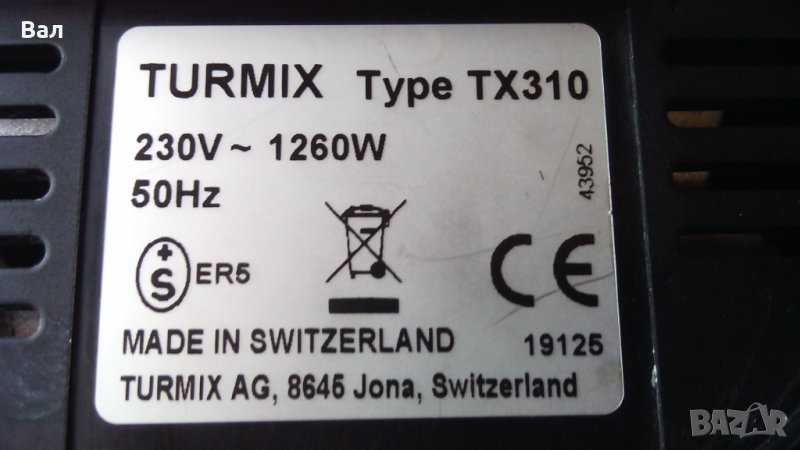 Вал
TURMIX Type TX310
230V ~ 1260W
50Hz
43952
+
S ER5
CE
MADE IN SWITZERLAND 19125
TURMIX AG, 8645 Jona, Switzerland
BAZAR